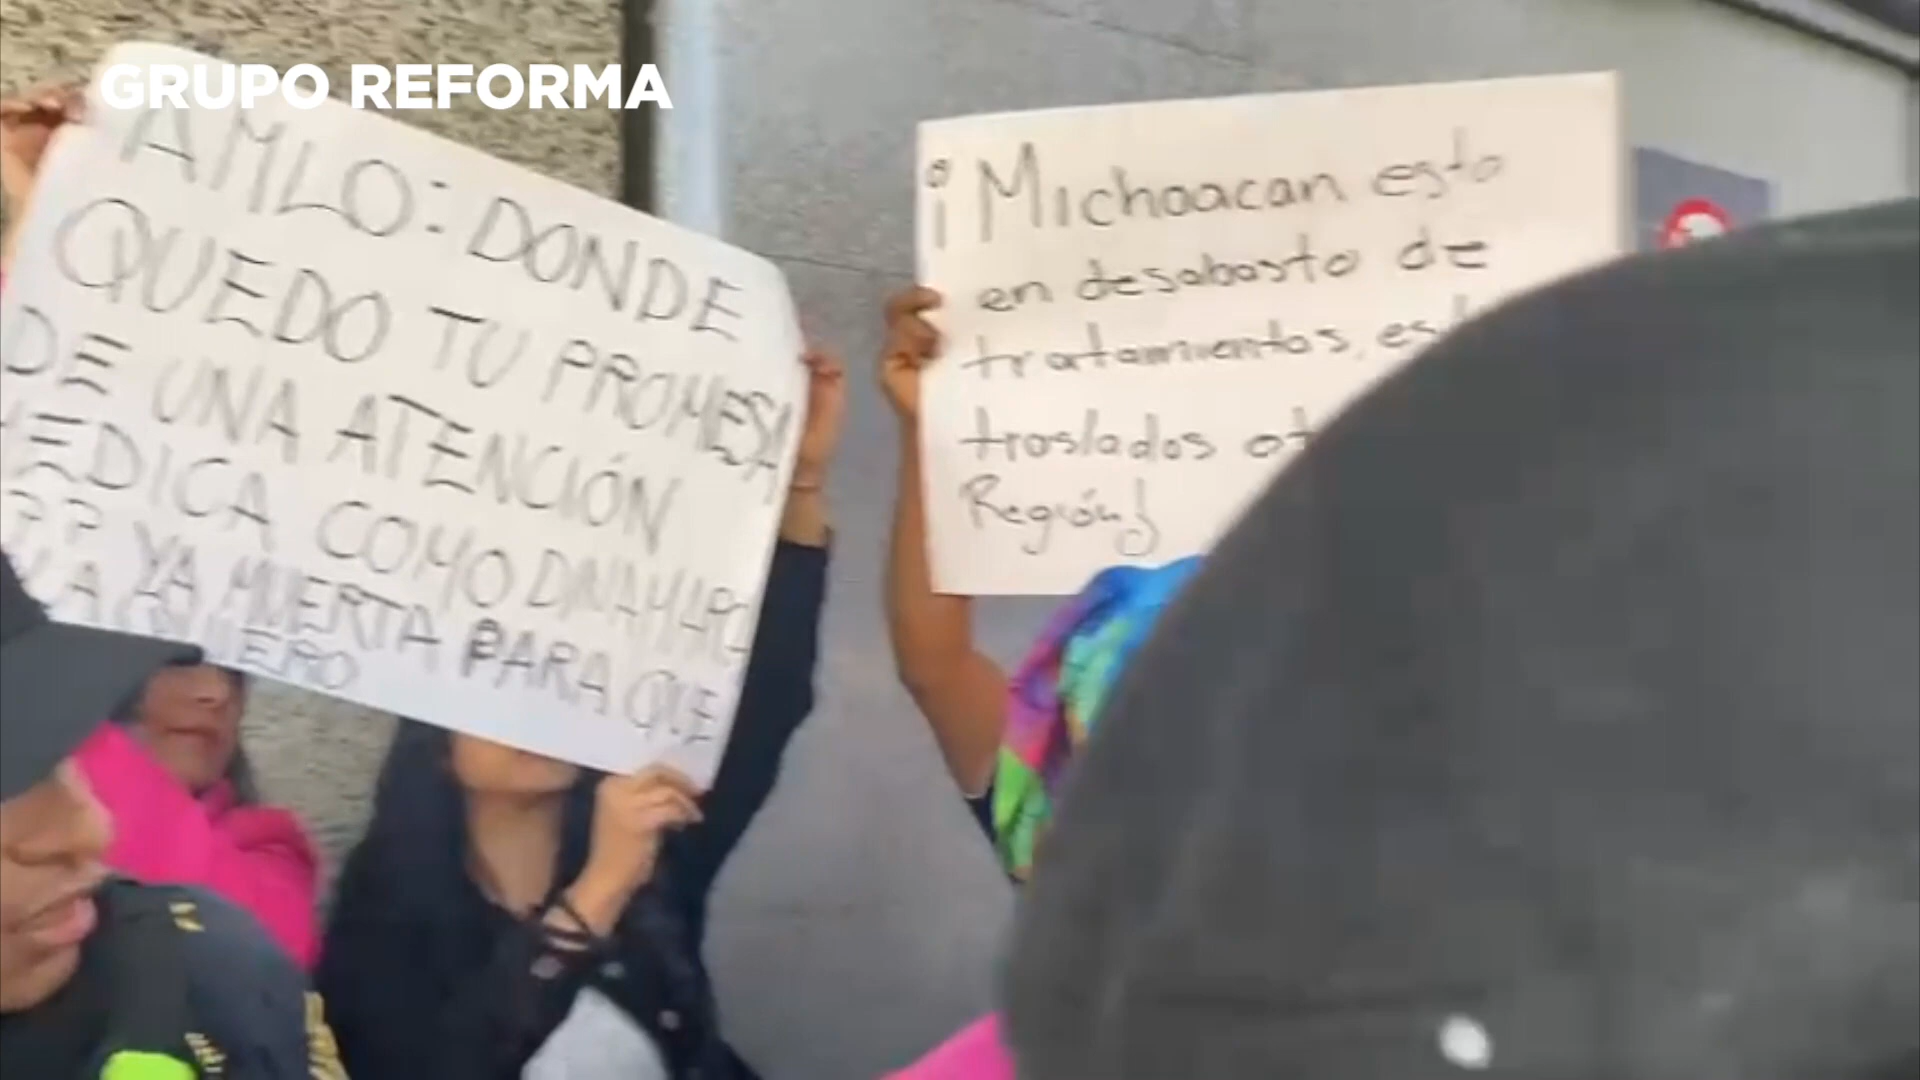 GRUPO REFORMA
AMLO: DONDE
QUEDO TU PROMESA
DE UNA ATENCIÓN
MEDICA COMO DINAMARCA
?? YA MUERTA PARA QUE
QUIERO
¡Michoacan esta
en desabasto de
tratamientos,
traslados
Región!